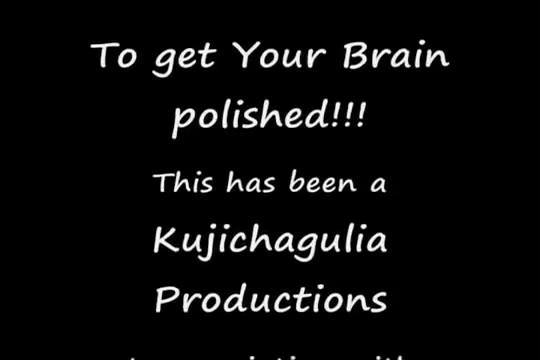 To get Your Brain
polished!!!
This has been a
Kujichagulia
Productions